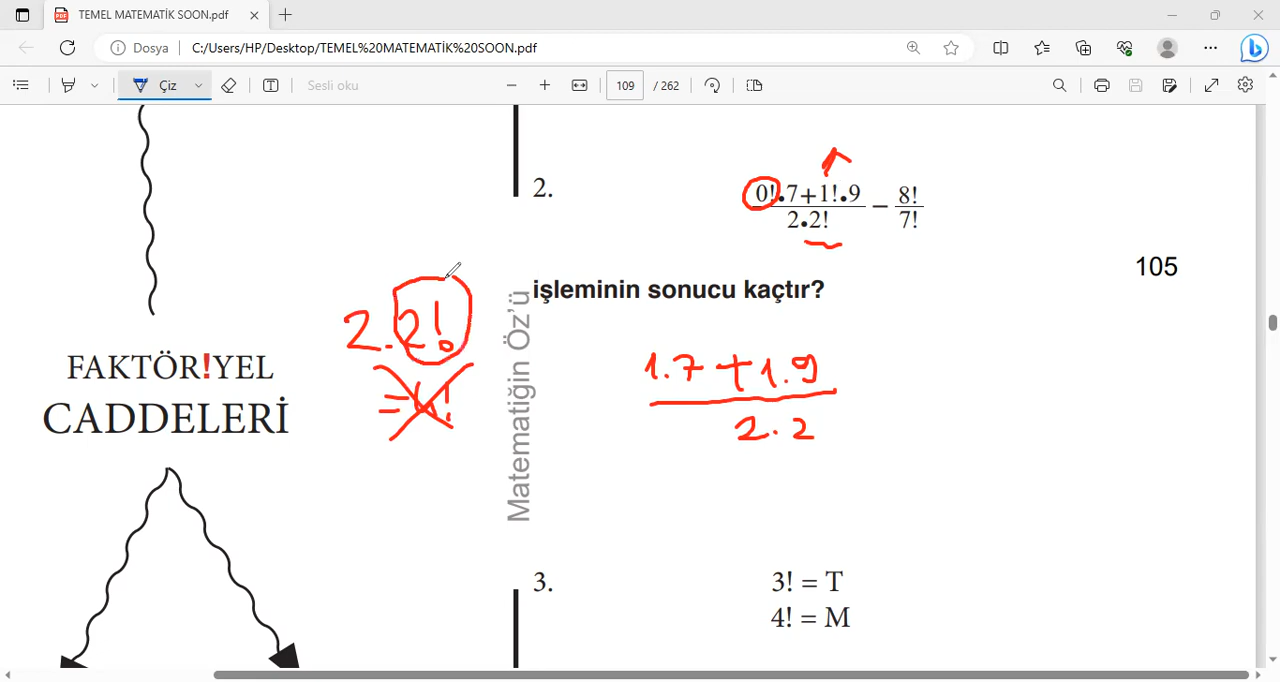 TEMEL MATEMATİK SOON.pdf
Dosya C:/Users/HP/Desktop/TEMEL%20MATEMATİK%20SOON.pdf
Çiz Sesli oku 109 / 262
2.
0!.7+1!.9 / 2.2! − 8! / 7!
105
işleminin sonucu kaçtır?
2.2!
=4!
1.7+1.9
2.2
FAKTÖR!YEL
CADDELERİ
Matematiğin Öz'ü
3. 3! = T
4! = M